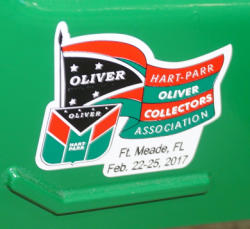 OLIVER
HART-PARR
OLIVER
COLLECTORS
ASSOCIATION
OLIVER
HART
PARR
Ft. Meade, FL
Feb. 22-25, 2017